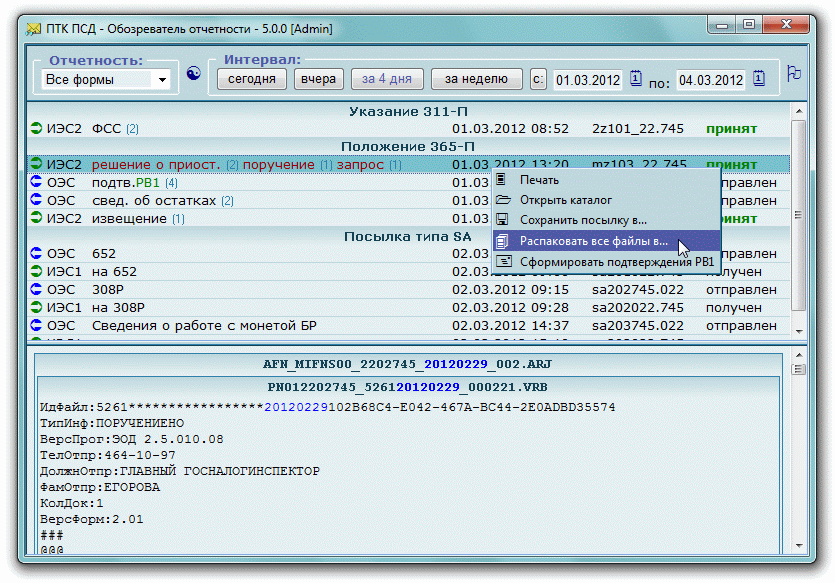 ПТК ПСД - Обозреватель отчетности - 5.0.0 [Admin]
Отчетность: Интервал:
Все формы сегодня вчера за 4 дня за неделю с: 01.03.2012 1 по: 04.03.2012 1
Указание 311-П
ИЭС2 ФСС (2) 01.03.2012 08:52 2z101_22.745 принят
Положение 365-П
ИЭС2 решение о приост. (2) поручение (1) запрос (1) 01.03.2012 13:20 mz103_22.745 принят
ОЭС подтв.PB1 (4) 01.03 отправлен
Печать
ОЭС свед. об остатках (2) 01.03 отправлен
Открыть каталог
ИЭС2 извещение (1) 01.03 принят
Сохранить посылку в...
Посылка типа SA
Распаковать все файлы в...
ОЭС 652 02.03 отправлен
Сформировать подтверждения PB1
ИЭС1 на 652 02.03 получен
ОЭС 308Р 02.03.2012 09:15 sa202745.022 отправлен
ИЭС1 на 308Р 02.03.2012 09:28 sa202022.745 получен
ОЭС Сведения о работе с монетой БР 02.03.2012 14:37 sa203745.022 отправлен
AFN_MIFNS00_2202745_20120229_002.ARJ
PNO12202745_526120120229_000221.VRB
ИдФайл:5261*****************20120229102B68C4-E042-467A-BC44-2E0ADBD35574
ТипИнф:ПОРУЧЕНИЕНО
ВерсПрог:ЭОД 2.5.010.08
ТелОтпр:464-10-97
ДолжнОтпр:ГЛАВНЫЙ ГОСНАЛОГИНСПЕКТОР
ФамОтпр:ЕГОРОВА
КолДок:1
ВерсФорм:2.01
###
@@@